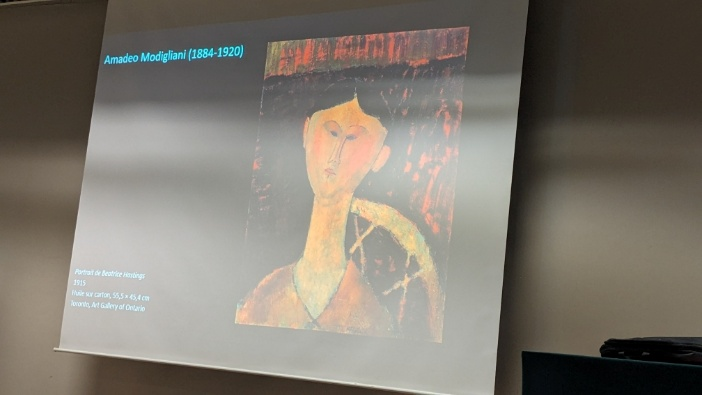 Amadeo Modigliani (1884-1920)
Portrait de Beatrice Hastings
1915
Huile sur carton, 55,5 × 45,4 cm
Toronto, Art Gallery of Ontario